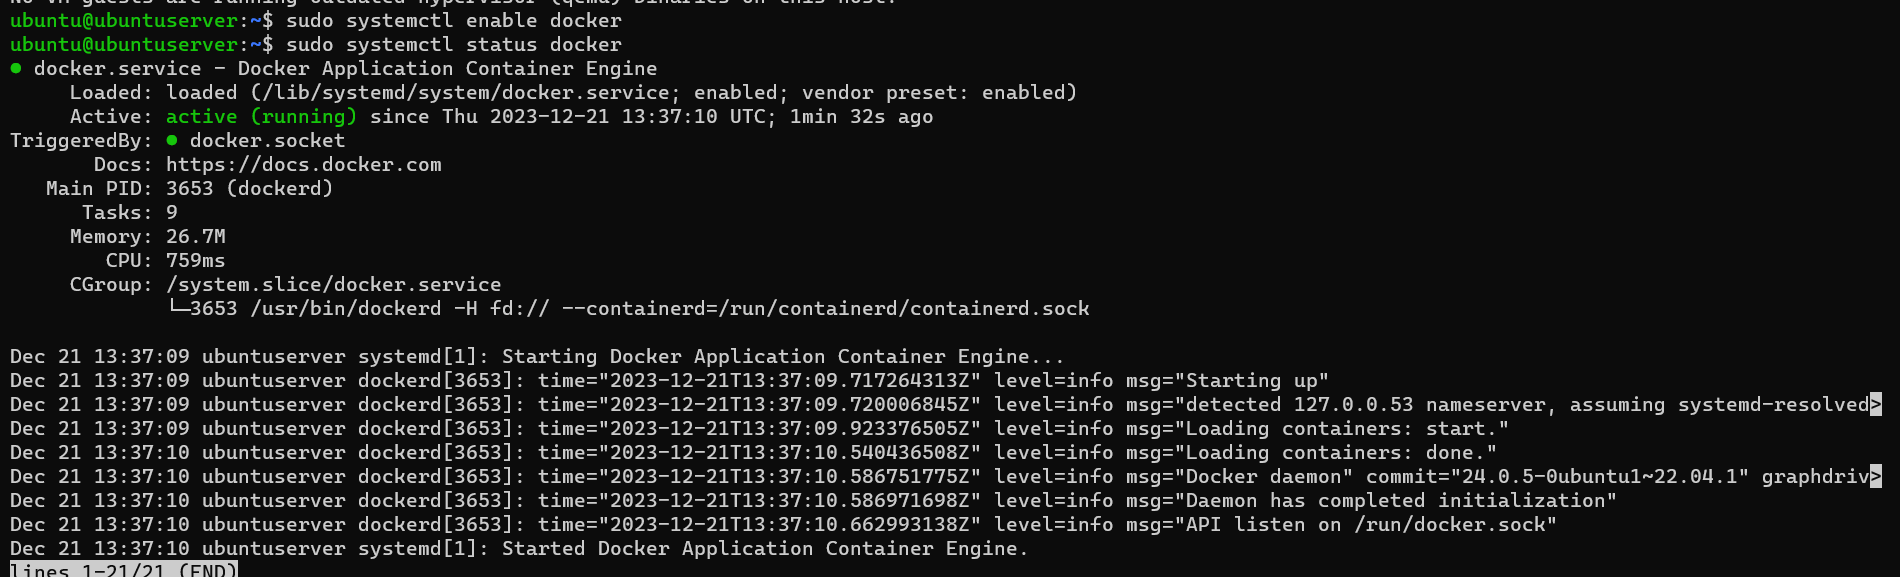 No VM guests are running outdated hypervisor (qemu) binaries on this host.
ubuntu@ubuntuserver:~$ sudo systemctl enable docker
ubuntu@ubuntuserver:~$ sudo systemctl status docker
● docker.service - Docker Application Container Engine
     Loaded: loaded (/lib/systemd/system/docker.service; enabled; vendor preset: enabled)
     Active: active (running) since Thu 2023-12-21 13:37:10 UTC; 1min 32s ago
TriggeredBy: ● docker.socket
       Docs: https://docs.docker.com
   Main PID: 3653 (dockerd)
      Tasks: 9
     Memory: 26.7M
        CPU: 759ms
     CGroup: /system.slice/docker.service
             └─3653 /usr/bin/dockerd -H fd:// --containerd=/run/containerd/containerd.sock

Dec 21 13:37:09 ubuntuserver systemd[1]: Starting Docker Application Container Engine...
Dec 21 13:37:09 ubuntuserver dockerd[3653]: time="2023-12-21T13:37:09.717264313Z" level=info msg="Starting up"
Dec 21 13:37:09 ubuntuserver dockerd[3653]: time="2023-12-21T13:37:09.720006845Z" level=info msg="detected 127.0.0.53 nameserver, assuming systemd-resolved>
Dec 21 13:37:09 ubuntuserver dockerd[3653]: time="2023-12-21T13:37:09.923376505Z" level=info msg="Loading containers: start."
Dec 21 13:37:10 ubuntuserver dockerd[3653]: time="2023-12-21T13:37:10.540436508Z" level=info msg="Loading containers: done."
Dec 21 13:37:10 ubuntuserver dockerd[3653]: time="2023-12-21T13:37:10.586751775Z" level=info msg="Docker daemon" commit="24.0.5-0ubuntu1~22.04.1" graphdriv>
Dec 21 13:37:10 ubuntuserver dockerd[3653]: time="2023-12-21T13:37:10.586971698Z" level=info msg="Daemon has completed initialization"
Dec 21 13:37:10 ubuntuserver dockerd[3653]: time="2023-12-21T13:37:10.662993138Z" level=info msg="API listen on /run/docker.sock"
Dec 21 13:37:10 ubuntuserver systemd[1]: Started Docker Application Container Engine.
lines 1-21/21 (END)